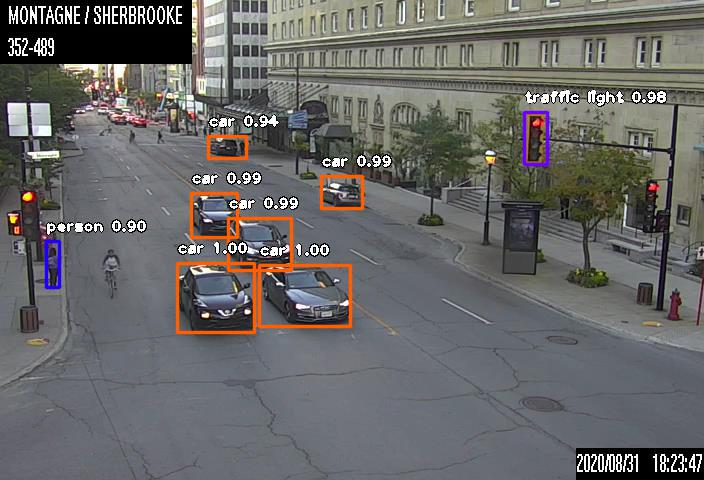 MONTAGNE / SHERBROOKE
352-489
traffic light 0.98
car 0.94
car 0.99
car 0.99
car 0.99
person 0.90
car 1.00
car 1.00
2020/08/31 18:23:47